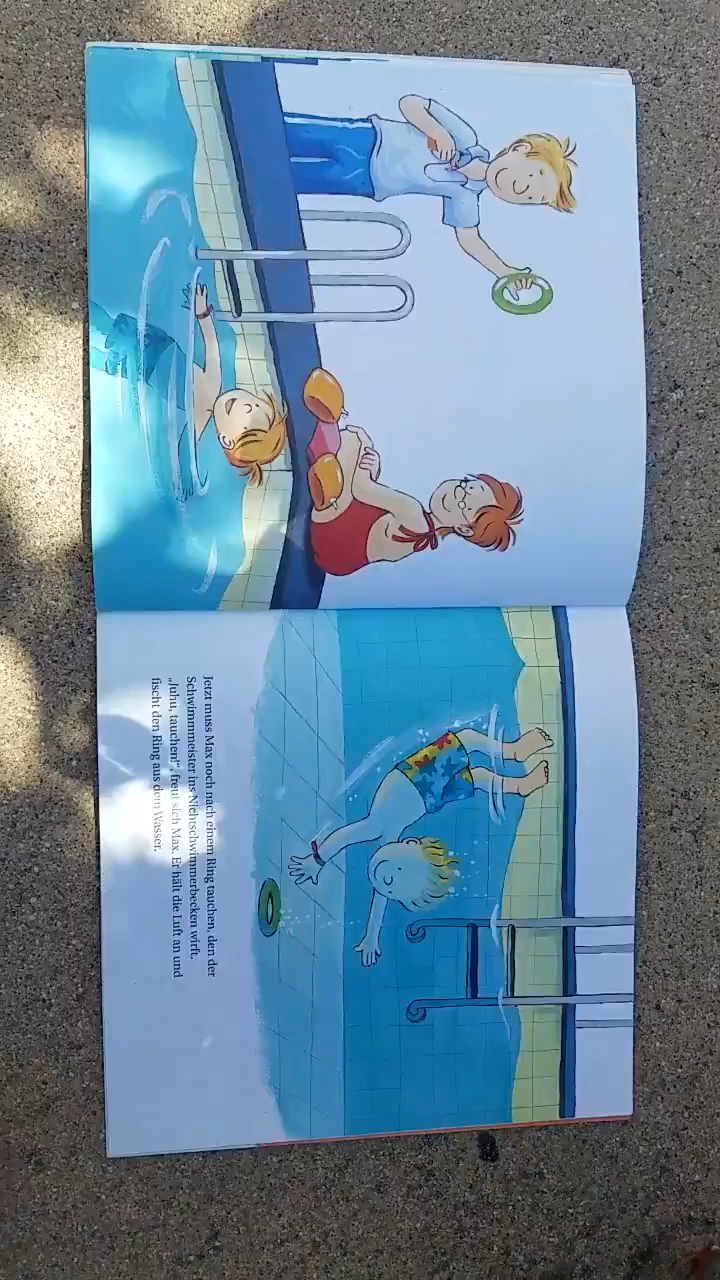 Jetzt muss Max noch nach einem Ring tauchen, den der
Schwimmmeister ins Nichtschwimmerbecken wirft.
„Juhu, tauchen!“, freut sich Max. Er hält die Luft an und
fischt den Ring aus dem Wasser.